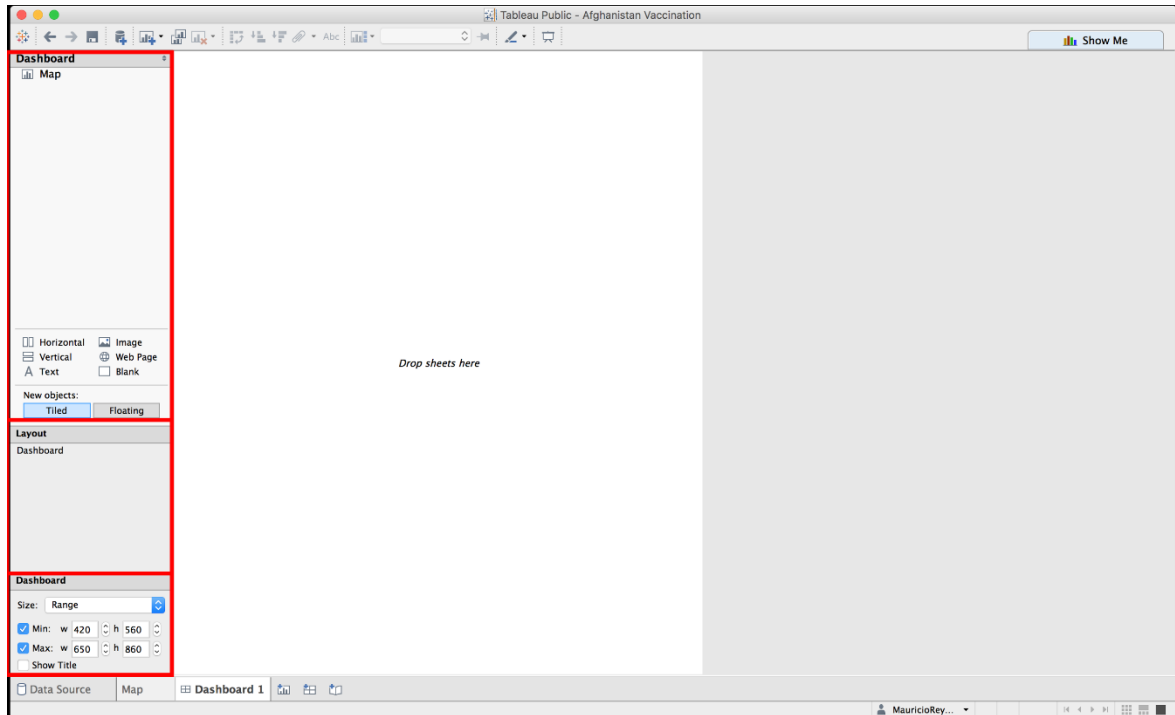 Tableau Public - Afghanistan Vaccination
Abc
Show Me
Dashboard
Map
Horizontal Image
Vertical Web Page
A Text Blank
New objects:
Tiled Floating
Drop sheets here
Layout
Dashboard
Dashboard
Size: Range
Min: w 420 h 560
Max: w 650 h 860
Show Title
Data Source Map Dashboard 1
MauricioRey...